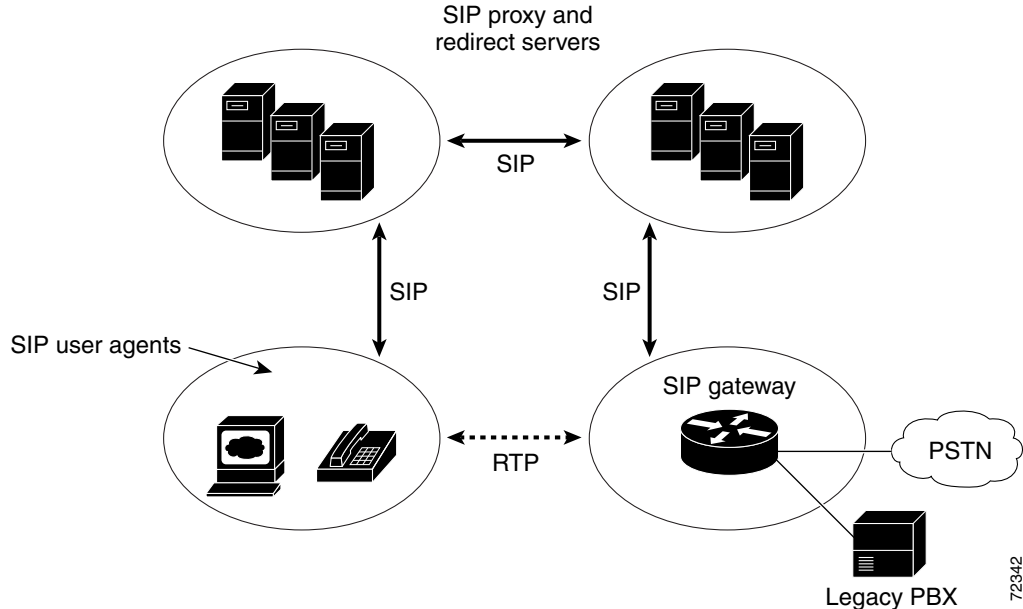 SIP proxy and
redirect servers
SIP
SIP
SIP
SIP user agents
SIP gateway
RTP
PSTN
Legacy PBX
72342